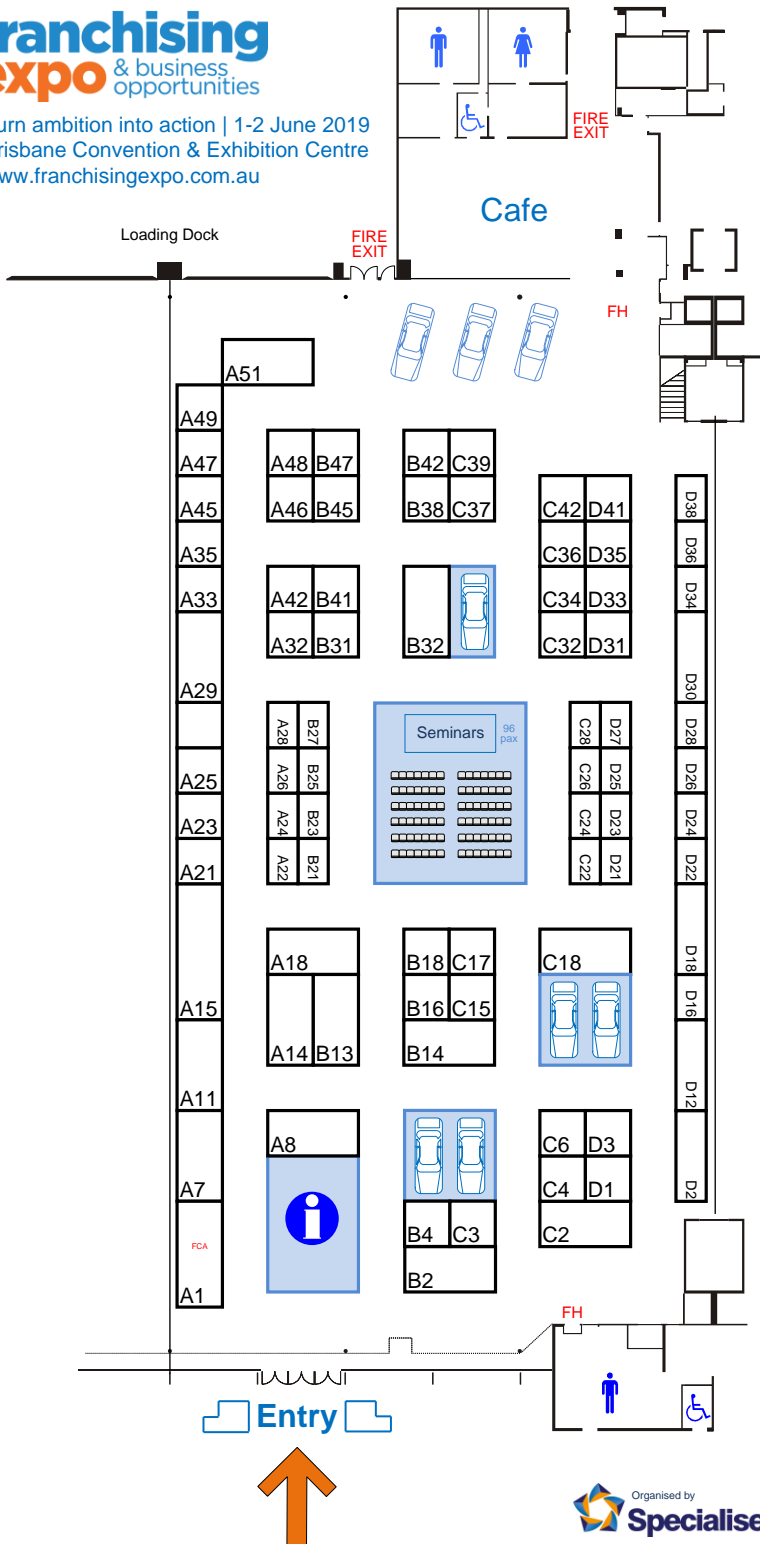 ranchising
expo & business
opportunities
urn ambition into action | 1-2 June 2019
risbane Convention & Exhibition Centre
ww.franchisingexpo.com.au
FIRE
EXIT
Cafe
Loading Dock
FIRE
EXIT
FH
A51
A49
A47 A48 B47 B42 C39
A45 A46 B45 B38 C37 C42 D41 D38
A35 C36 D35 D36
A33 A42 B41 C34 D33 D34
A32 B31 B32 C32 D31
A29 D30
Seminars 96
pax
A28 B27 C28 D27 D28
A25 A26 B25 C26 D25 D26
A23 A24 B23 C24 D23 D24
A21 A22 B21 C22 D21 D22
A18 B18 C17 C18 D18
A15 B16 C15 D16
A14 B13 B14
A11 D12
A8 C6 D3
A7 C4 D1 D2
FCA
B4 C3 C2
B2
A1
FH
Entry
Organised by
Specialise